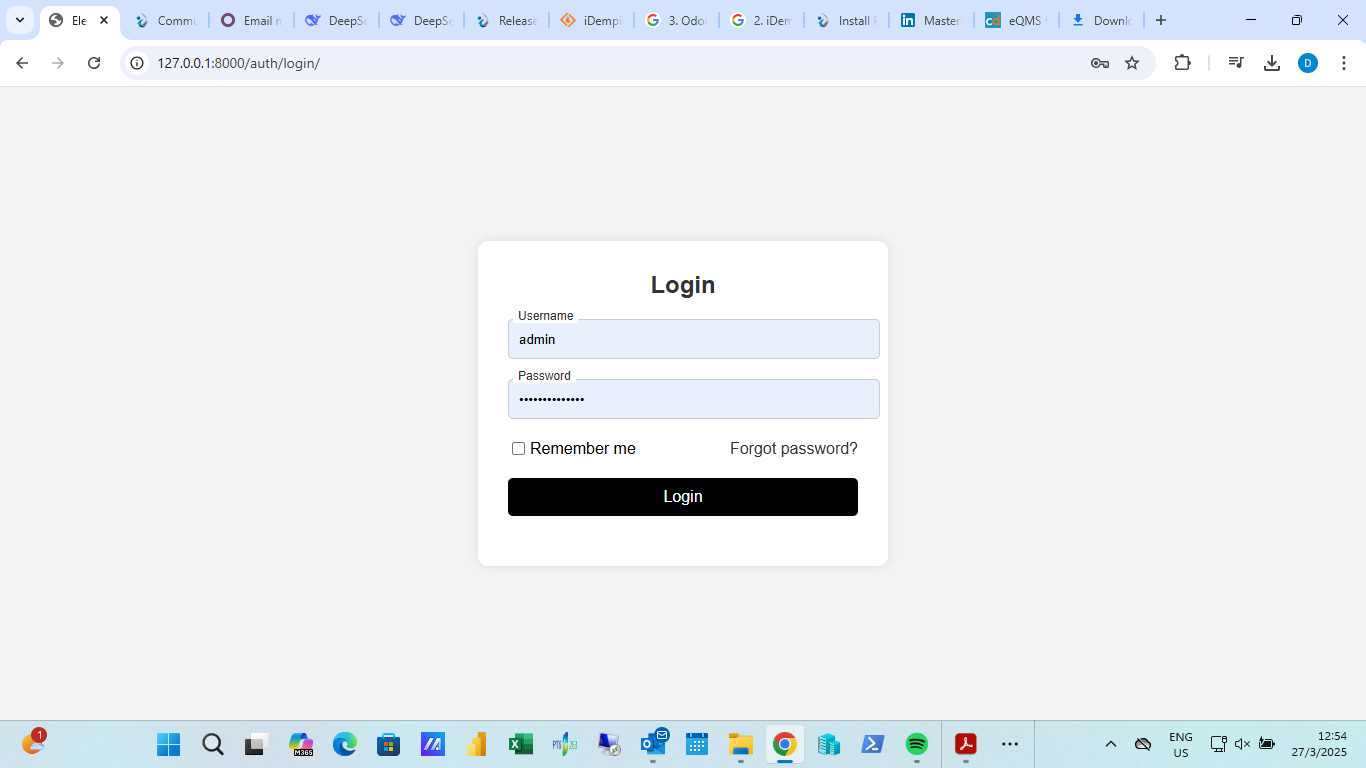 Ele
Commu
Email m
DeepSe
DeepSe
Release
iDempi
3. Odo
2. iDem
Install
Master
eQMS
Downlo
127.0.0.1:8000/auth/login/
D
Login
Username
admin
Password
••••••••••••••
Remember me
Forgot password?
Login
1
M365
ENG
US
12:54
27/3/2025